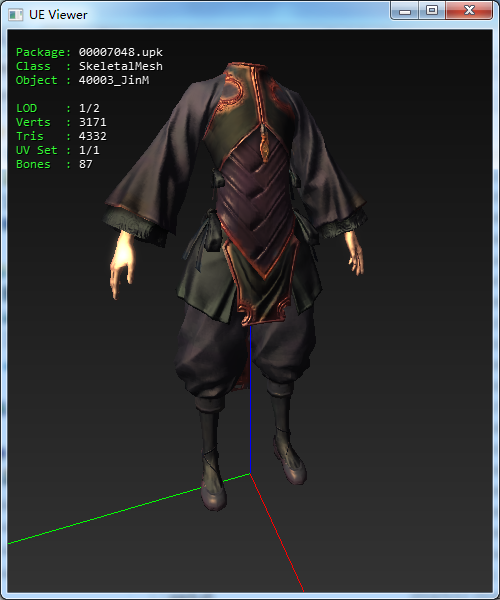 UE Viewer
Package: 00007048.upk
Class : SkeletalMesh
Object : 40003_JinM
LOD : 1/2
Verts : 3171
Tris : 4332
UV Set : 1/1
Bones : 87